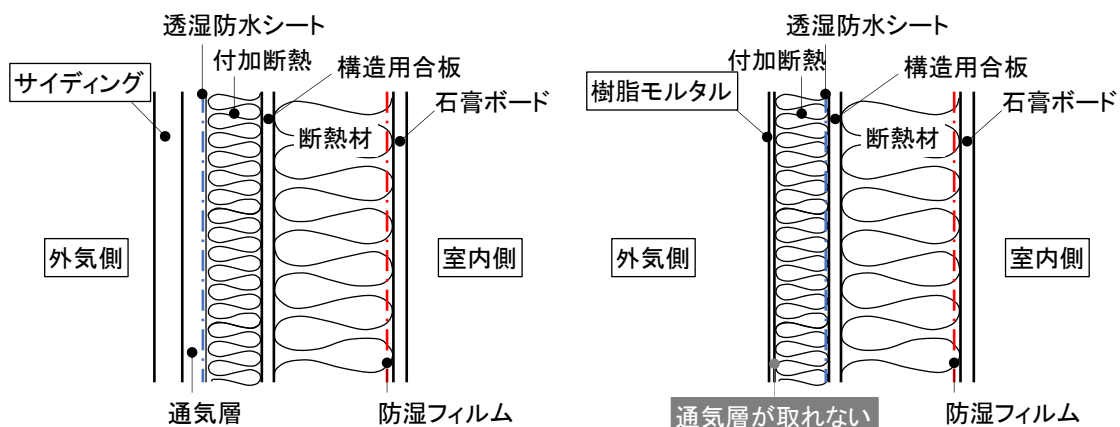 透湿防水シート
付加断熱
構造用合板
サイディング
石膏ボード
断熱材
外気側
室内側
通気層
防湿フィルム
透湿防水シート
付加断熱
構造用合板
樹脂モルタル
石膏ボード
断熱材
外気側
室内側
通気層が取れない
防湿フィルム